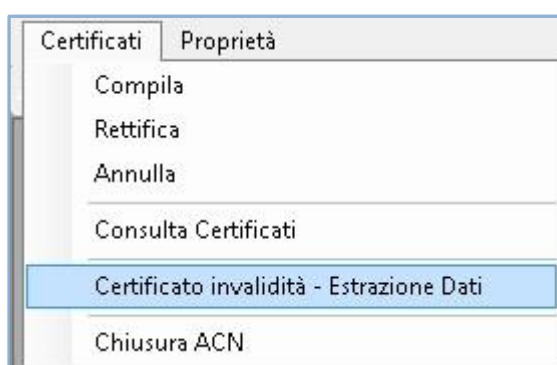 Certificati Proprietà
Compila
Rettifica
Annulla
Consulta Certificati
Certificato invalidità - Estrazione Dati
Chiusura ACN